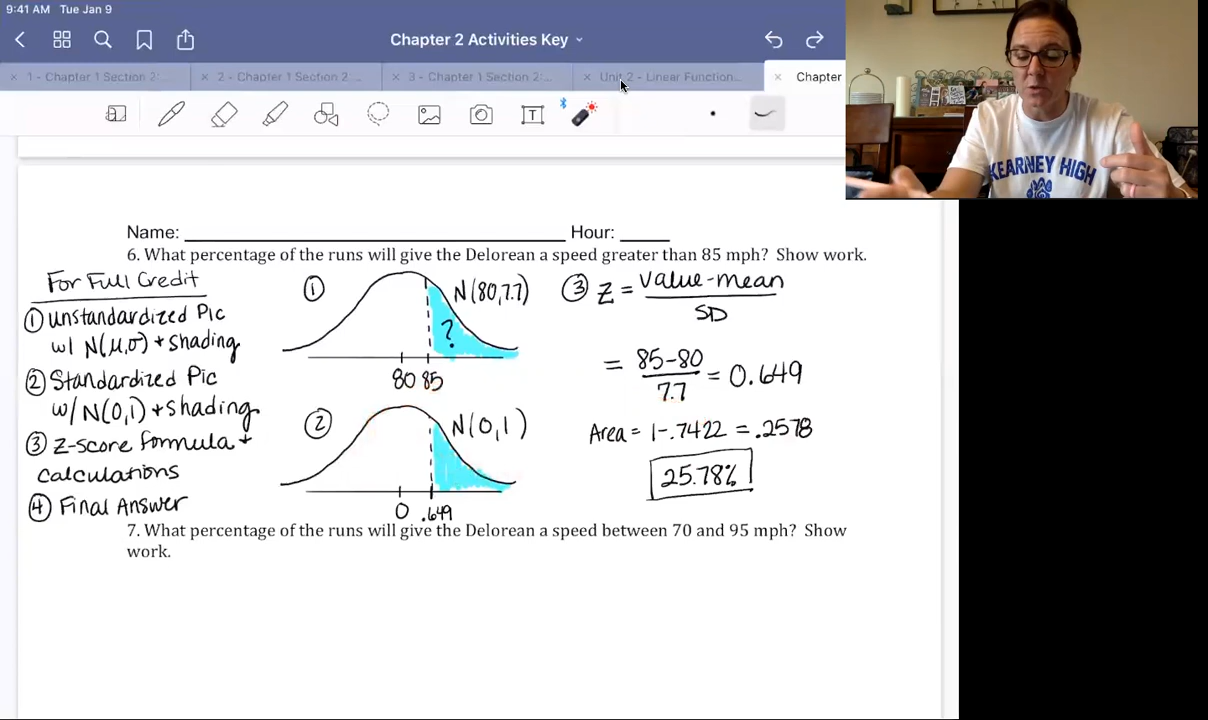 9:41 AM Tue Jan 9
Chapter 2 Activities Key
1 - Chapter 1 Section 2:...
2 - Chapter 1 Section 2 ...
3 - Chapter 1 Section 2:...
Unit 2 - Linear Function...
Chapter
T
KEARNEY HIGH
Name: Hour:
6. What percentage of the runs will give the Delorean a speed greater than 85 mph? Show work.
For Full Credit
① Unstandardized Pic
w/ N(μ,σ) + Shading
② Standardized Pic
w/ N(0,1) + Shading
③ Z-score formula +
calculations
④ Final Answer
① N(80,7.7)
?
80 85
② N(0,1)
0 .649
③ Z = Value-mean
SD
= 85-80
7.7 = 0.649
Area = 1-.7422 = .2578
25.78%
7. What percentage of the runs will give the Delorean a speed between 70 and 95 mph? Show
work.